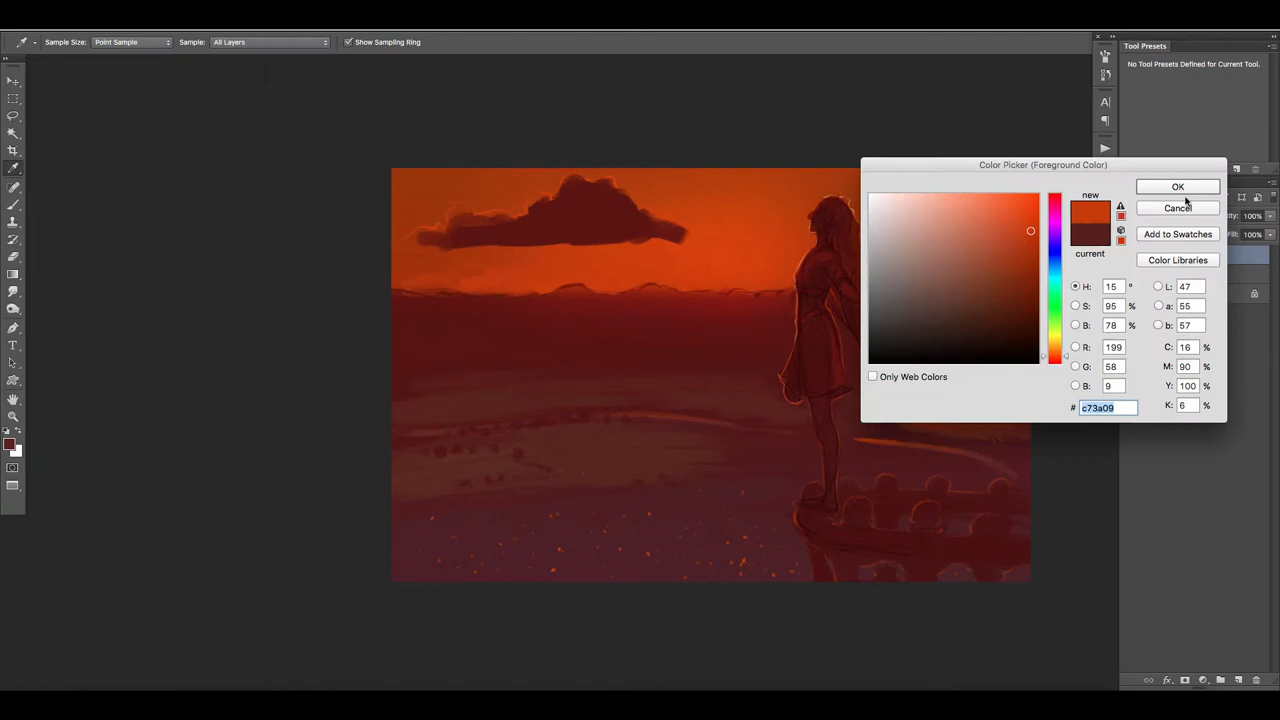 Sample Size: Point Sample Sample: All Layers Show Sampling Ring
Tool Presets
No Tool Presets Defined for Current Tool.
Color Picker (Foreground Color)
new
current
OK
Cancel
Add to Swatches
Color Libraries
H: 15 °
S: 95 %
B: 78 %
R: 199
G: 58
B: 9
# c73a09
L: 47
a: 55
b: 57
C: 16 %
M: 90 %
Y: 100 %
K: 6 %
Only Web Colors
100%
Fill: 100%